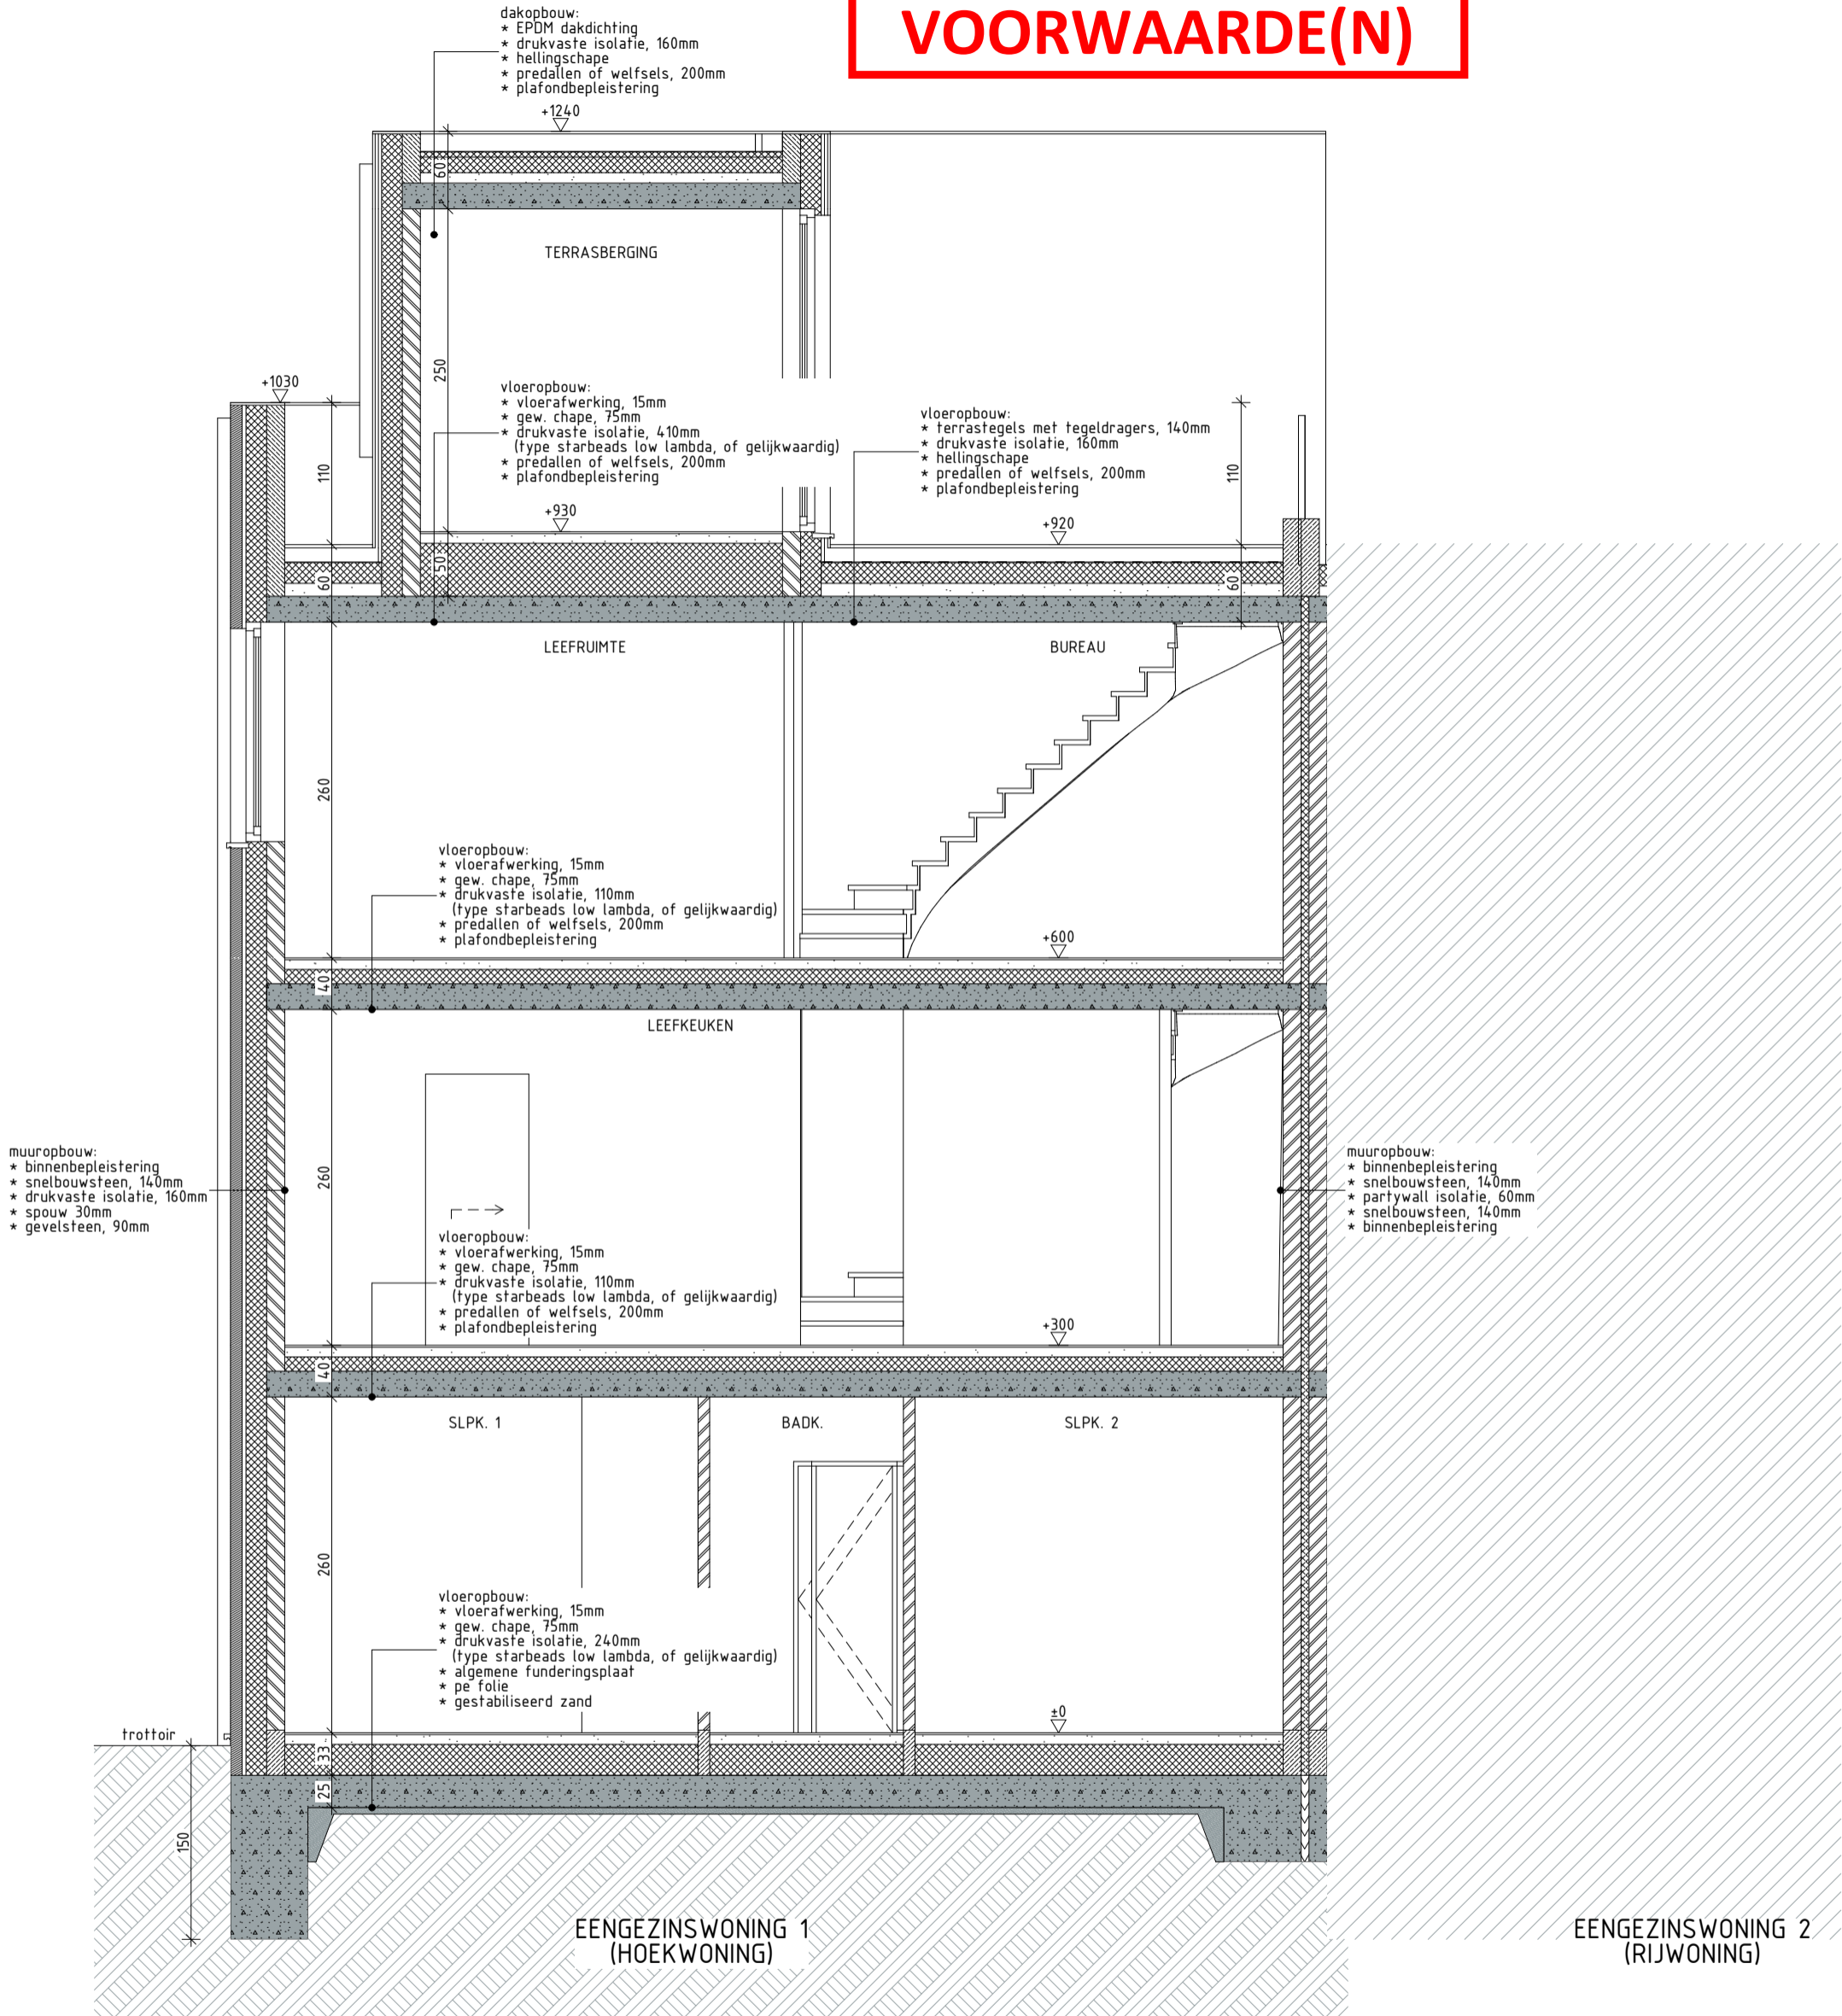 VOORWAARDE(N)
dakopbouw:
* EPDM dakdichting
* drukvaste isolatie, 160mm
* hellingschape
* predallen of welfsels, 200mm
* plafondbepleistering
+1240
60
TERRASBERGING
250
+1030
110
vloeropbouw:
* vloerafwerking, 15mm
* gew. chape, 75mm
* drukvaste isolatie, 410mm
(type starbeads low lambda, of gelijkwaardig)
* predallen of welfsels, 200mm
* plafondbepleistering
vloeropbouw:
* terrastegels met tegeldragers, 140mm
* drukvaste isolatie, 160mm
* hellingschape
* predallen of welfsels, 200mm
* plafondbepleistering
110
+930
+920
60
50
60
LEEFRUIMTE
BUREAU
260
vloeropbouw:
* vloerafwerking, 15mm
* gew. chape, 75mm
* drukvaste isolatie, 110mm
(type starbeads low lambda, of gelijkwaardig)
* predallen of welfsels, 200mm
* plafondbepleistering
+600
40
LEEFKEUKEN
260
muuropbouw:
* binnenbepleistering
* snelbouwsteen, 140mm
* drukvaste isolatie, 160mm
* spouw 30mm
* gevelsteen, 90mm
muuropbouw:
* binnenbepleistering
* snelbouwsteen, 140mm
* partywall isolatie, 60mm
* snelbouwsteen, 140mm
* binnenbepleistering
vloeropbouw:
* vloerafwerking, 15mm
* gew. chape, 75mm
* drukvaste isolatie, 110mm
(type starbeads low lambda, of gelijkwaardig)
* predallen of welfsels, 200mm
* plafondbepleistering
+300
40
SLPK. 1
BADK.
SLPK. 2
260
vloeropbouw:
* vloerafwerking, 15mm
* gew. chape, 75mm
* drukvaste isolatie, 240mm
(type starbeads low lambda, of gelijkwaardig)
* algemene funderingsplaat
* pe folie
* gestabiliseerd zand
±0
trottoir
33
25
150
EENGEZINSWONING 1
(HOEKWONING)
EENGEZINSWONING 2
(RIJWONING)